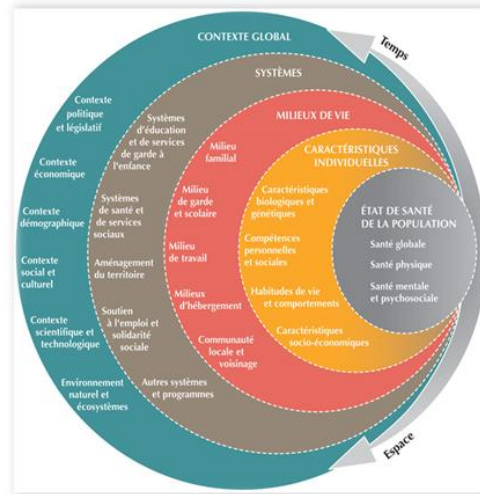 Temps
CONTEXTE GLOBAL
Contexte
politique
et législatif
Contexte
économique
Contexte
démographique
Contexte
social et
culturel
Contexte
scientifique et
technologique
Environnement
naturel et
écosystèmes
SYSTÈMES
Systèmes
d'éducation
et de services
de garde à
l'enfance
Systèmes
de santé et
de services
sociaux
Aménagement
du territoire
Soutien
à l'emploi et
solidarité
sociale
Autres systèmes
et programmes
MILIEUX DE VIE
Milieu
familial
Milieu
de garde
et scolaire
Milieu
de travail
Milieux
d'hébergement
Communauté
locale et
voisinage
CARACTÉRISTIQUES
INDIVIDUELLES
Caractéristiques
biologiques et
génétiques
Compétences
personnelles
et sociales
Habitudes de vie
et comportements
Caractéristiques
socio-économiques
ÉTAT DE SANTÉ
DE LA POPULATION
Santé globale
Santé physique
Santé mentale
et psychosociale
Espace